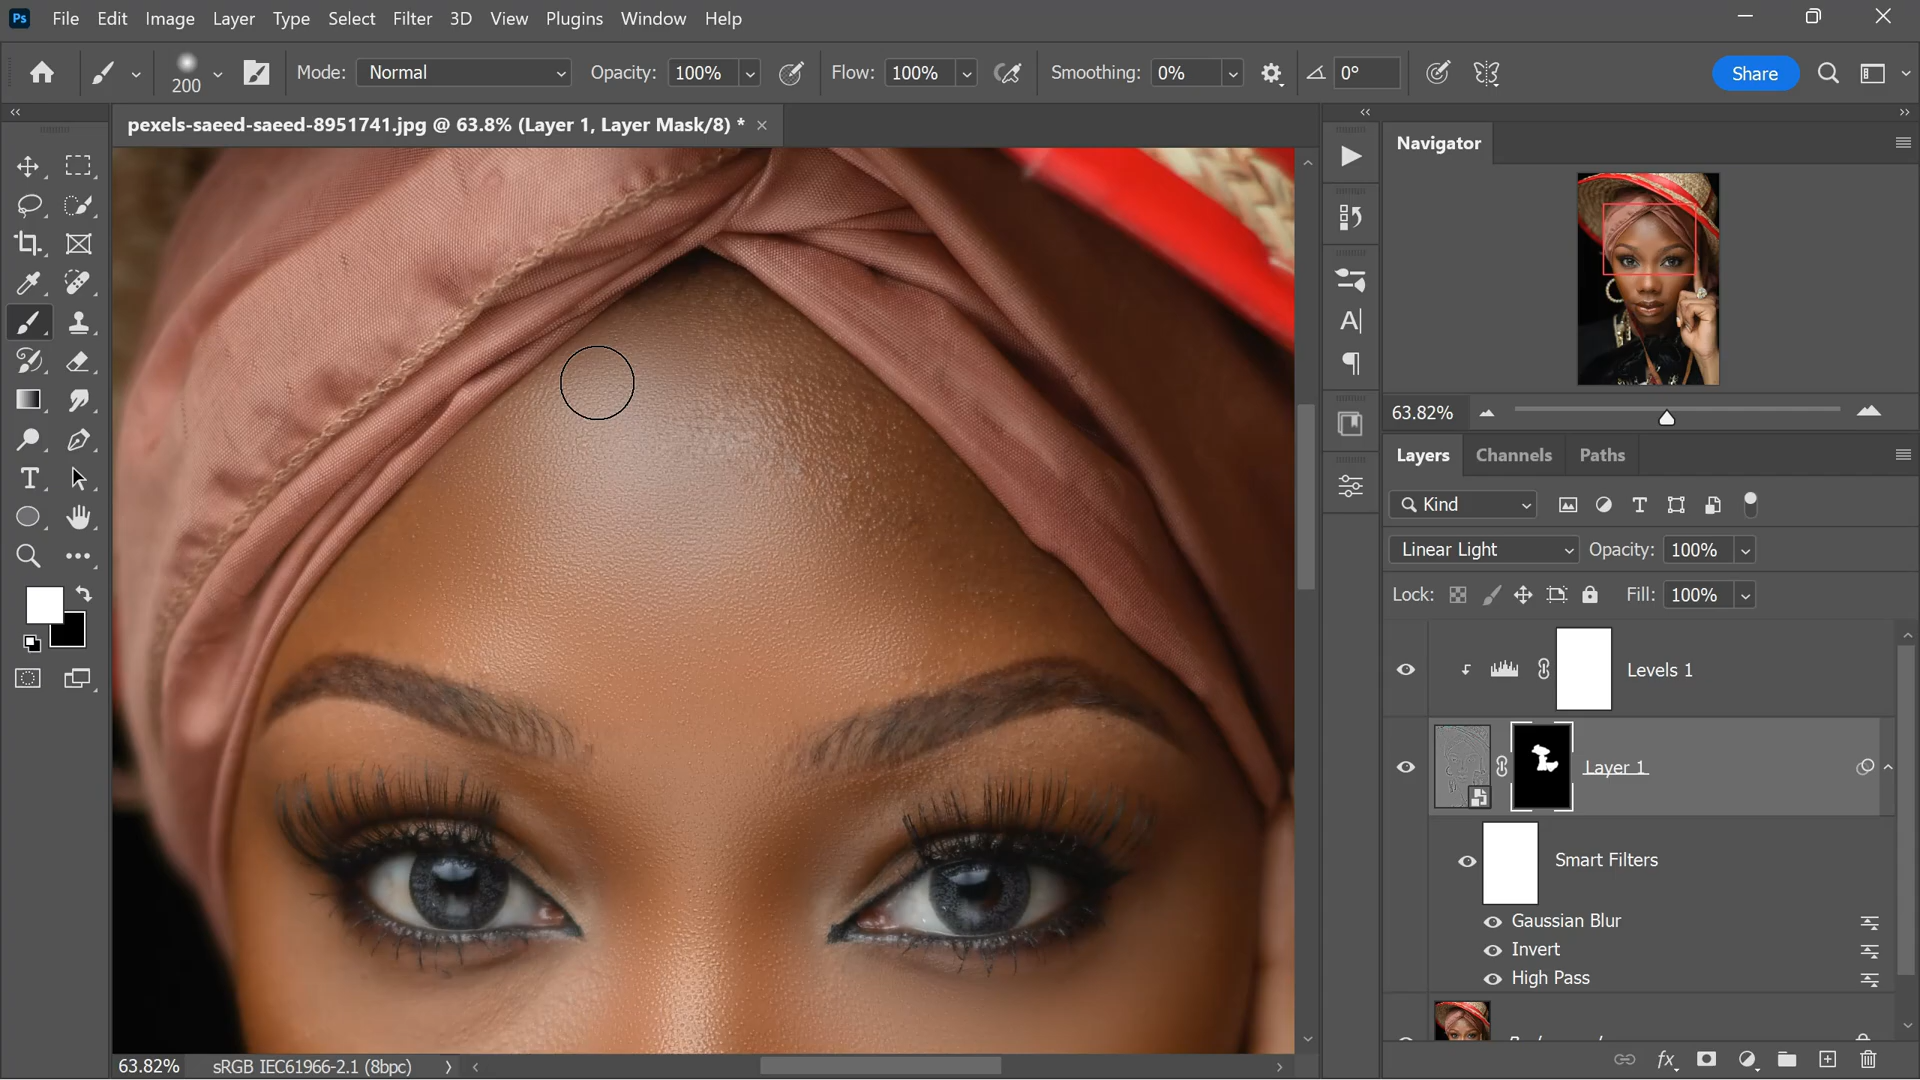 Ps File Edit Image Layer Type Select Filter 3D View Plugins Window Help
200 Mode: Normal Opacity: 100% Flow: 100% Smoothing: 0% 0° Share
pexels-saeed-saeed-8951741.jpg @ 63.8% (Layer 1, Layer Mask/8) *
Navigator
63.82%
Layers Channels Paths
Kind
Linear Light Opacity: 100%
Lock: Fill: 100%
Levels 1
Layer 1
Smart Filters
Gaussian Blur
Invert
High Pass
fx
63.82% sRGB IEC61966-2.1 (8bpc)